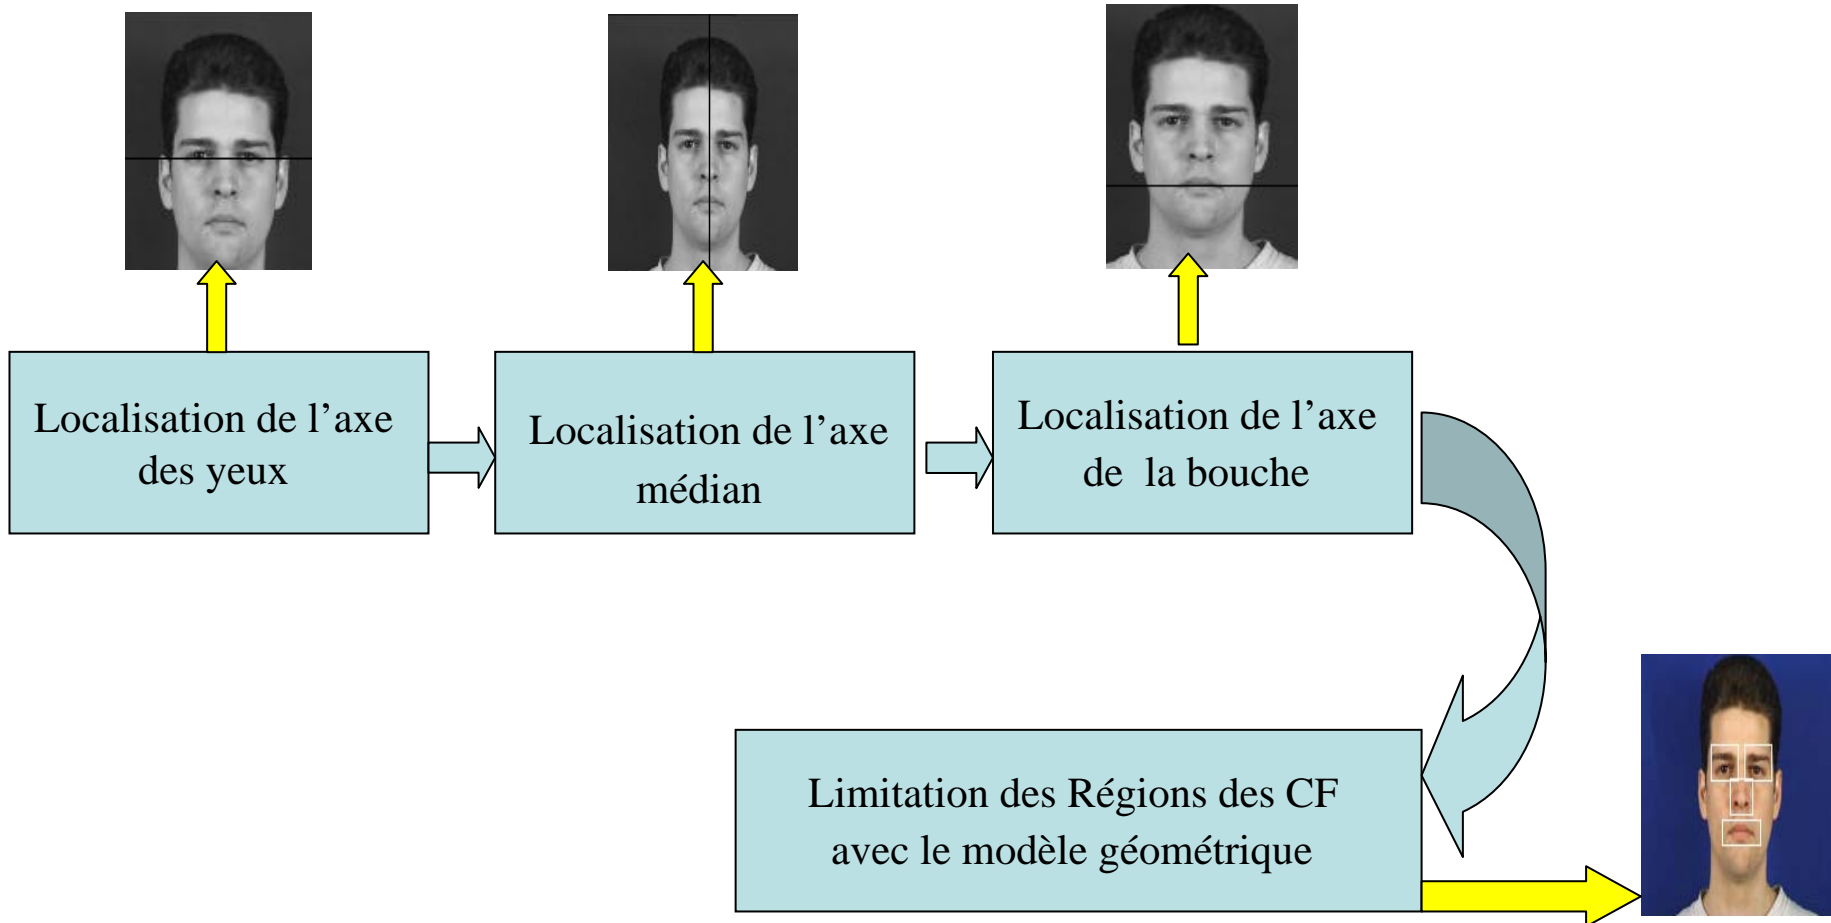 Localisation de l’axe
des yeux
Localisation de l’axe
médian
Localisation de l’axe
de  la bouche
Limitation des Régions des CF
avec le modèle géométrique